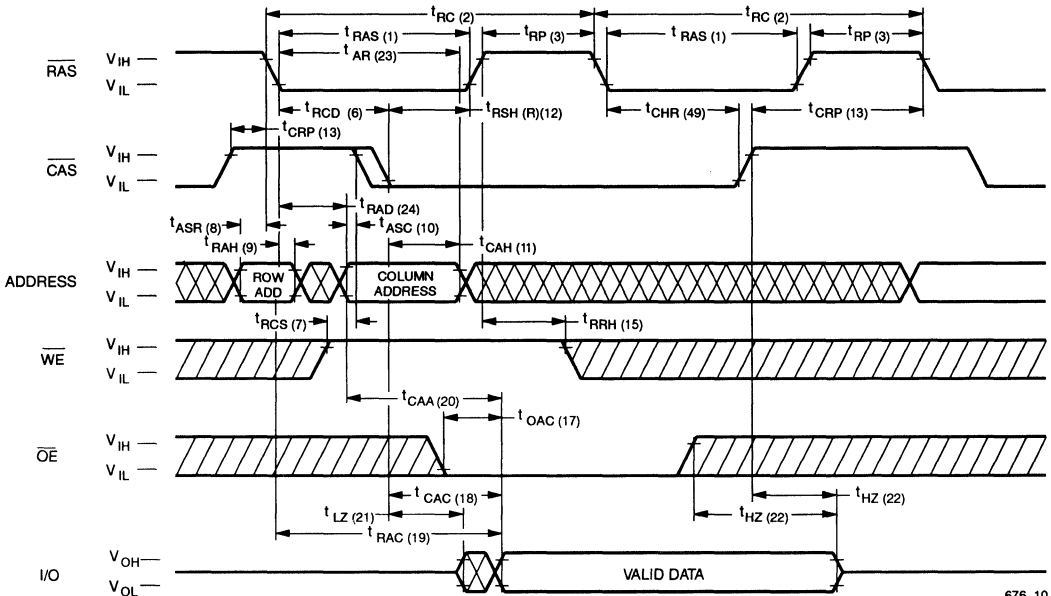 tRC (2) tRC (2)
tRAS (1) tRP (3) tRAS (1) tRP (3)
tAR (23)
RAS VIH
VIL
tRCD (6) tRSH (R)(12) tCHR (49) tCRP (13)
tCRP (13)
CAS VIH
VIL
tRAD (24)
tASR (8) tASC (10)
tRAH (9) tCAH (11)
ADDRESS VIH
VIL
ROW ADD
COLUMN ADDRESS
tRCS (7) tRRH (15)
WE VIH
VIL
tCAA (20)
tOAC (17)
OE VIH
VIL
tCAC (18) tHZ (22)
tLZ (21) tHZ (22)
tRAC (19)
I/O VOH
VOL
VALID DATA
676 10